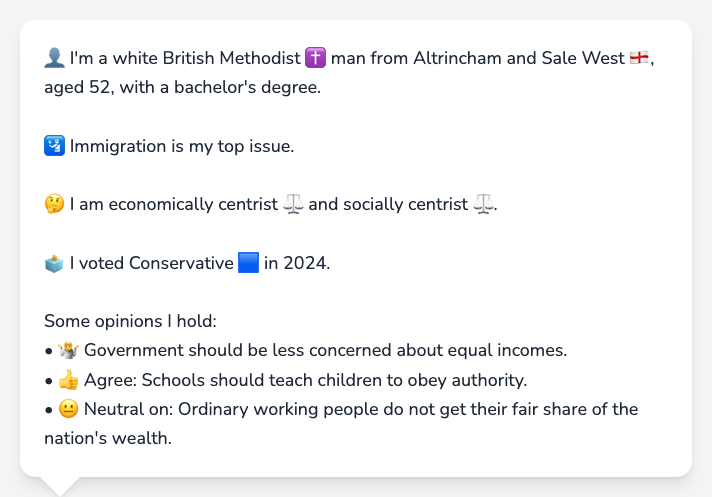 👤 I'm a white British Methodist ✝️ man from Altrincham and Sale West 🏴󠁧󠁢󠁥󠁮󠁧󠁿,
aged 52, with a bachelor's degree.
🛂 Immigration is my top issue.
🤔 I am economically centrist ⚖️ and socially centrist ⚖️.
🗳️ I voted Conservative 🟦 in 2024.
Some opinions I hold:
• 🤷 Government should be less concerned about equal incomes.
• 👍 Agree: Schools should teach children to obey authority.
• 😐 Neutral on: Ordinary working people do not get their fair share of the
nation's wealth.